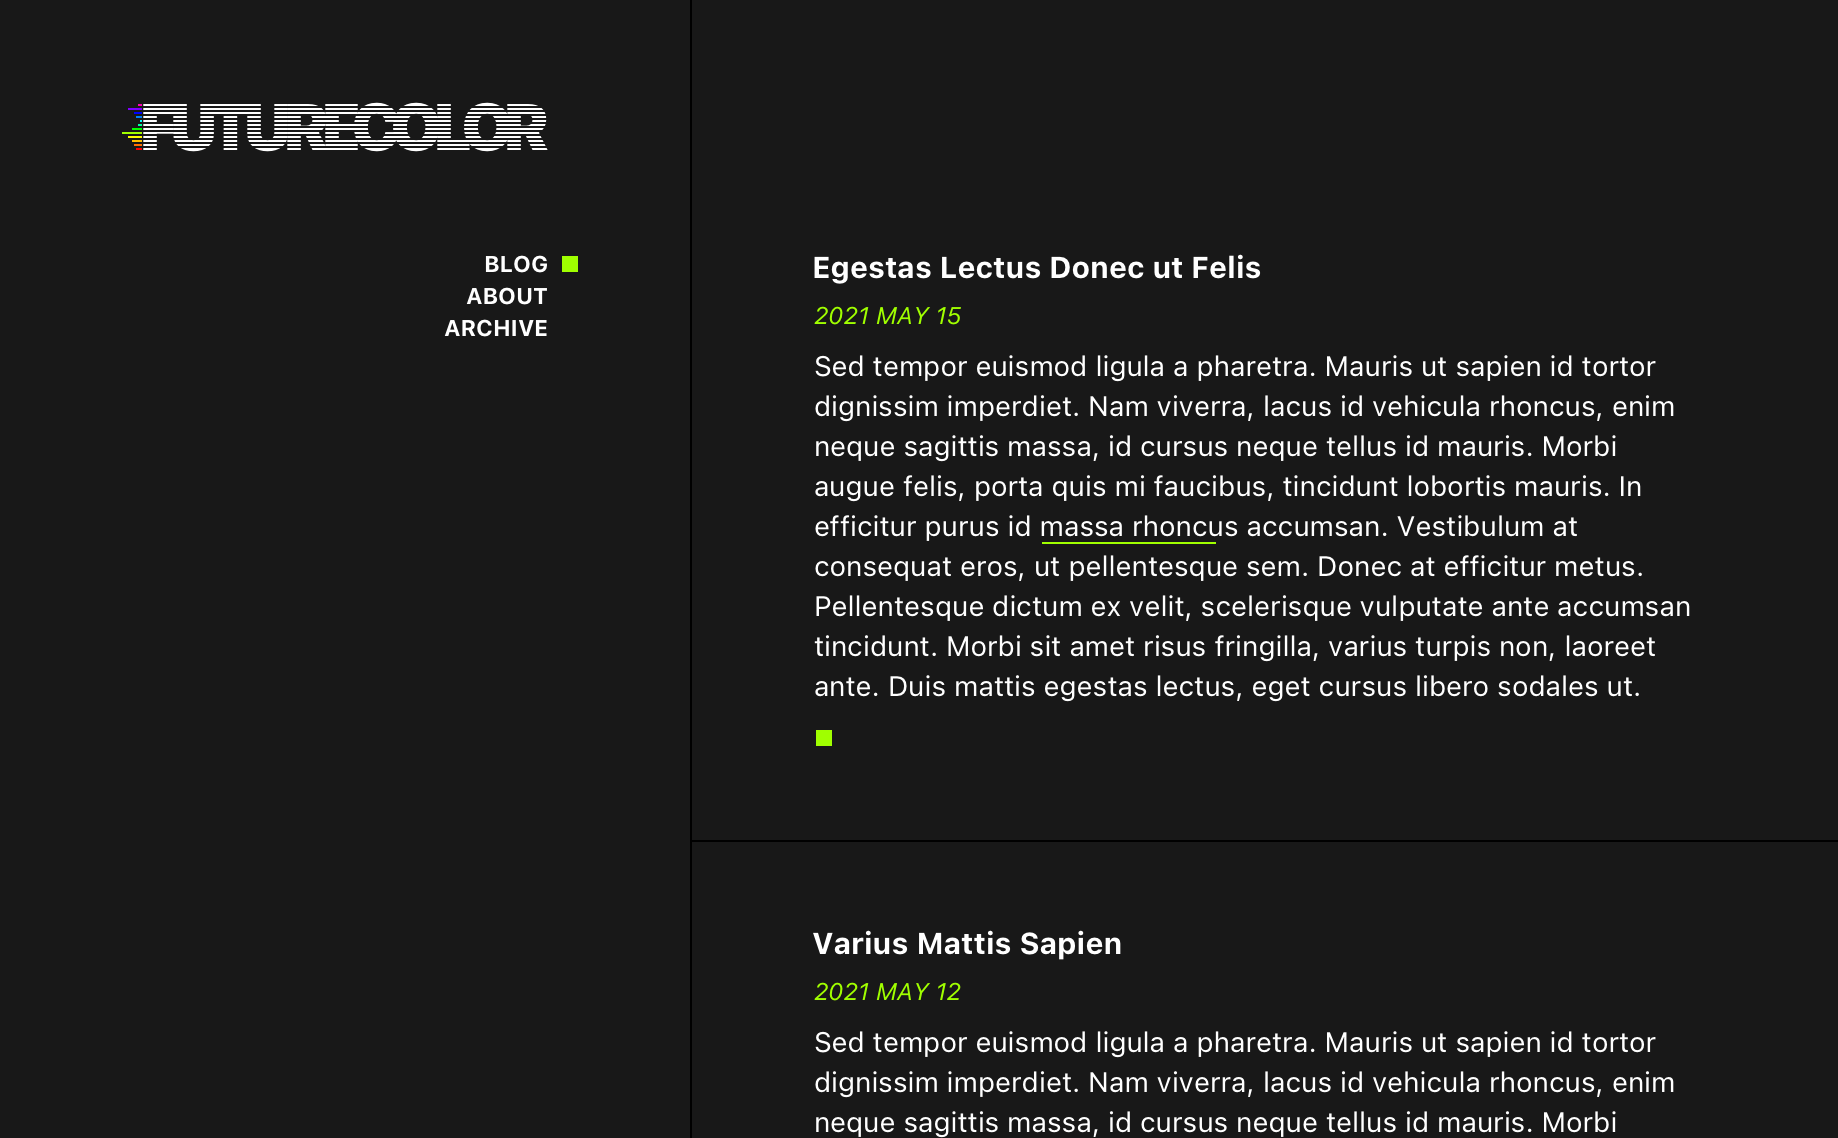 FUTURECOLOR
BLOG
ABOUT
ARCHIVE
Egestas Lectus Donec ut Felis
2021 MAY 15
Sed tempor euismod ligula a pharetra. Mauris ut sapien id tortor
dignissim imperdiet. Nam viverra, lacus id vehicula rhoncus, enim
neque sagittis massa, id cursus neque tellus id mauris. Morbi
augue felis, porta quis mi faucibus, tincidunt lobortis mauris. In
efficitur purus id massa rhoncus accumsan. Vestibulum at
consequat eros, ut pellentesque sem. Donec at efficitur metus.
Pellentesque dictum ex velit, scelerisque vulputate ante accumsan
tincidunt. Morbi sit amet risus fringilla, varius turpis non, laoreet
ante. Duis mattis egestas lectus, eget cursus libero sodales ut.
Varius Mattis Sapien
2021 MAY 12
Sed tempor euismod ligula a pharetra. Mauris ut sapien id tortor
dignissim imperdiet. Nam viverra, lacus id vehicula rhoncus, enim
neque sagittis massa, id cursus neque tellus id mauris. Morbi